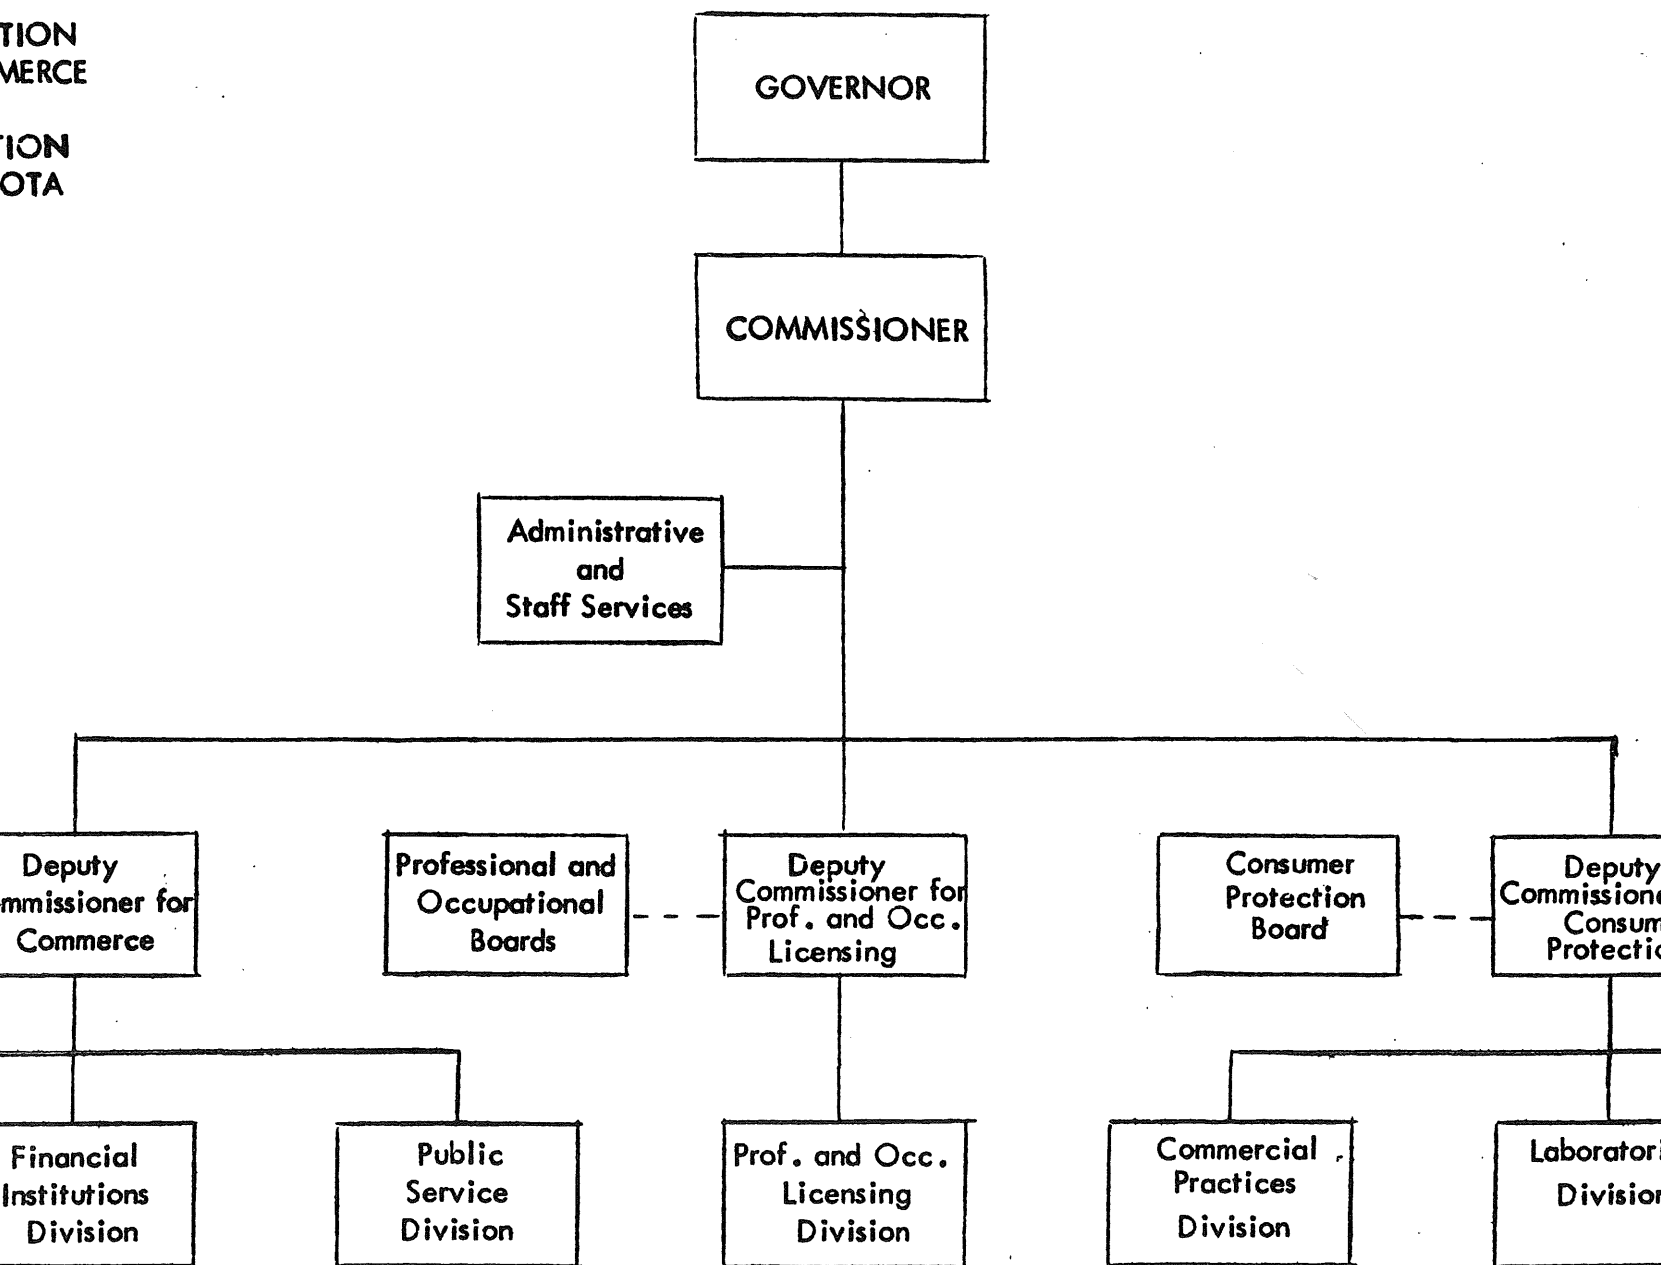 TION
MERCE
TION
OTA
GOVERNOR
COMMISSIONER
Administrative
and
Staff Services
Deputy
mmissioner for
Commerce
Professional and
Occupational
Boards
Deputy
Commissioner for
Prof. and Occ.
Licensing
Consumer
Protection
Board
Deputy
Commissione
Consum
Protectio
Financial
Institutions
Division
Public
Service
Division
Prof. and Occ.
Licensing
Division
Commercial
Practices
Division
Laborator
Division